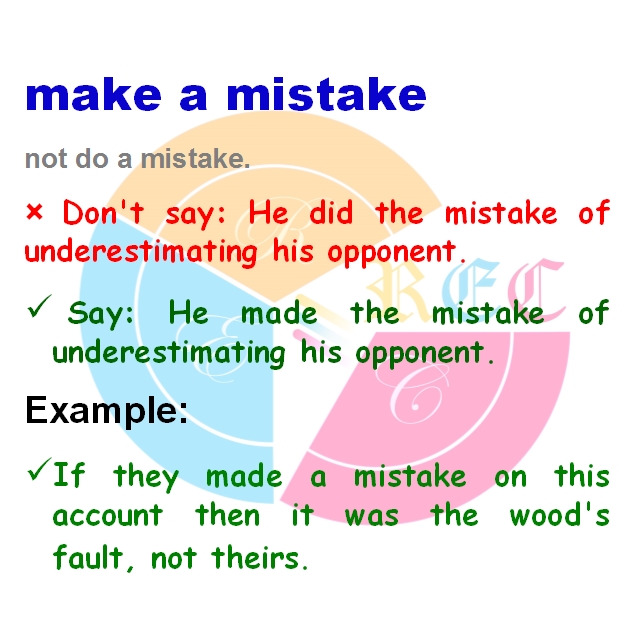 make a mistake
not do a mistake.
× Don't say: He did the mistake of
underestimating his opponent.
REC
✓ Say: He made the mistake of
underestimating his opponent.
Example:
✓If they made a mistake on this
account then it was the wood's
fault, not theirs.